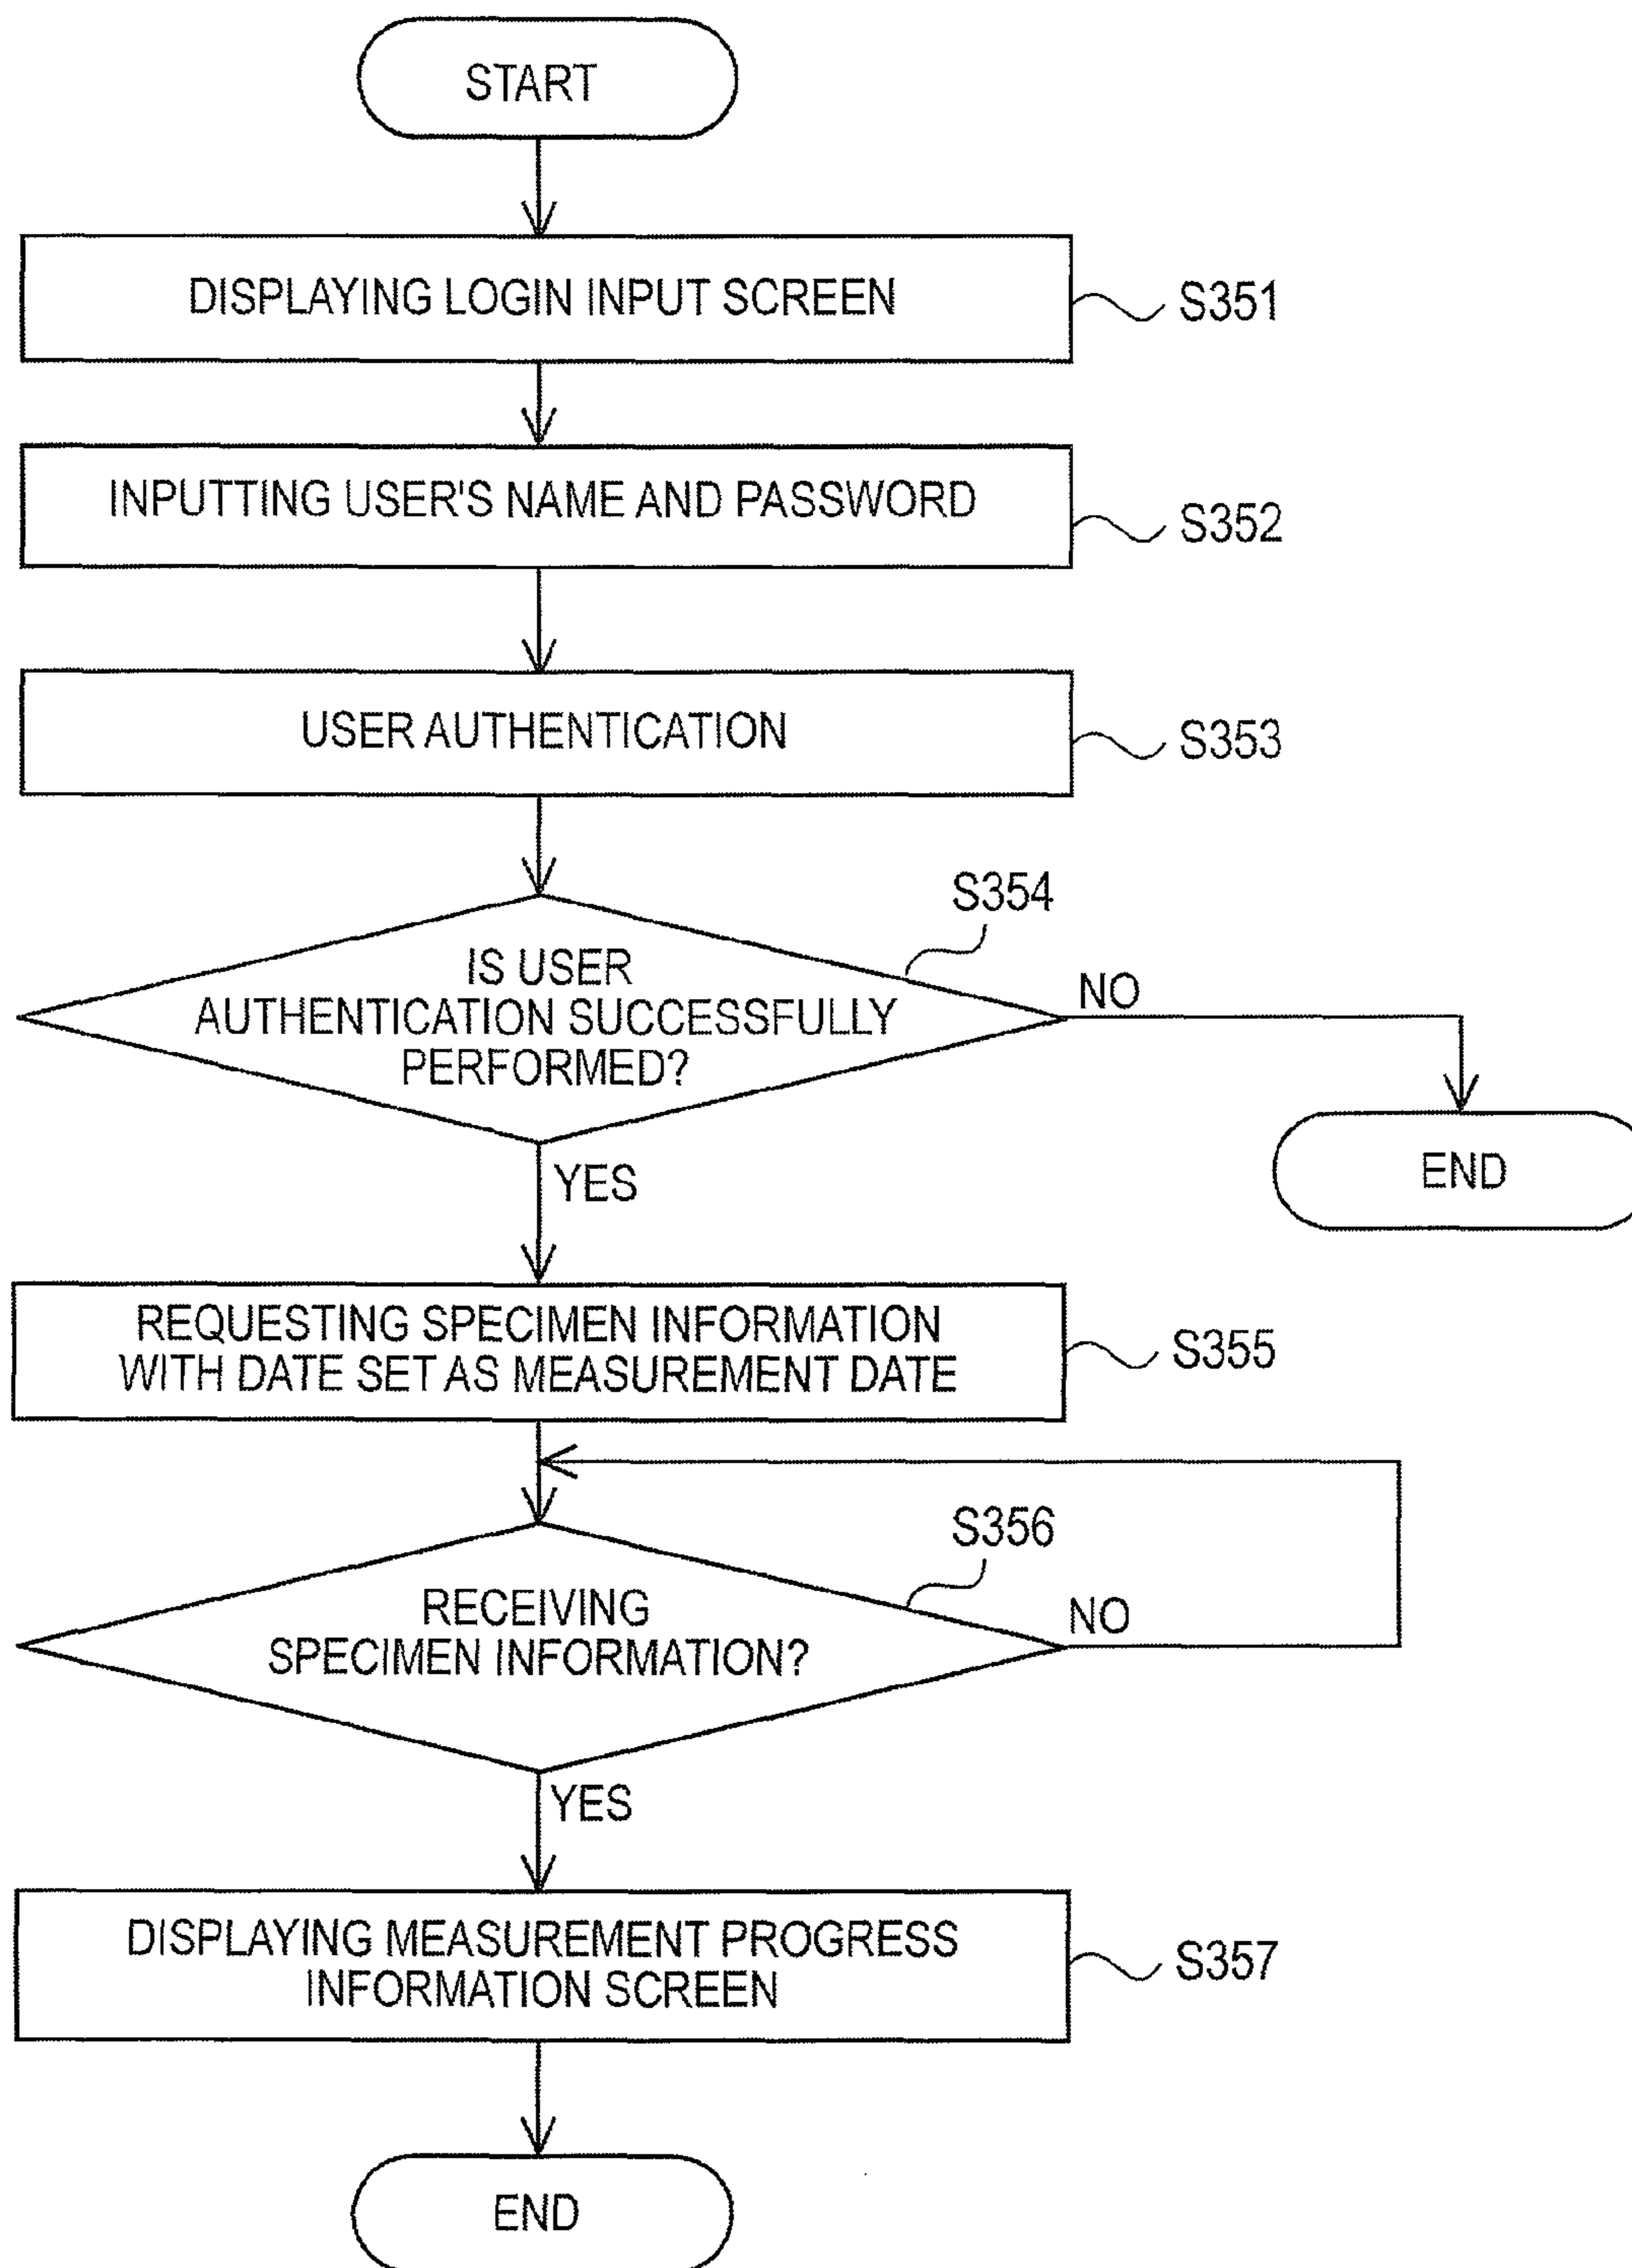 START
DISPLAYING LOGIN INPUT SCREEN
S351
INPUTTING USER'S NAME AND PASSWORD
S352
USER AUTHENTICATION
S353
S354
IS USER
AUTHENTICATION SUCCESSFULLY
PERFORMED?
NO
END
YES
REQUESTING SPECIMEN INFORMATION
WITH DATE SET AS MEASUREMENT DATE
S355
S356
RECEIVING
SPECIMEN INFORMATION?
NO
YES
DISPLAYING MEASUREMENT PROGRESS
INFORMATION SCREEN
S357
END